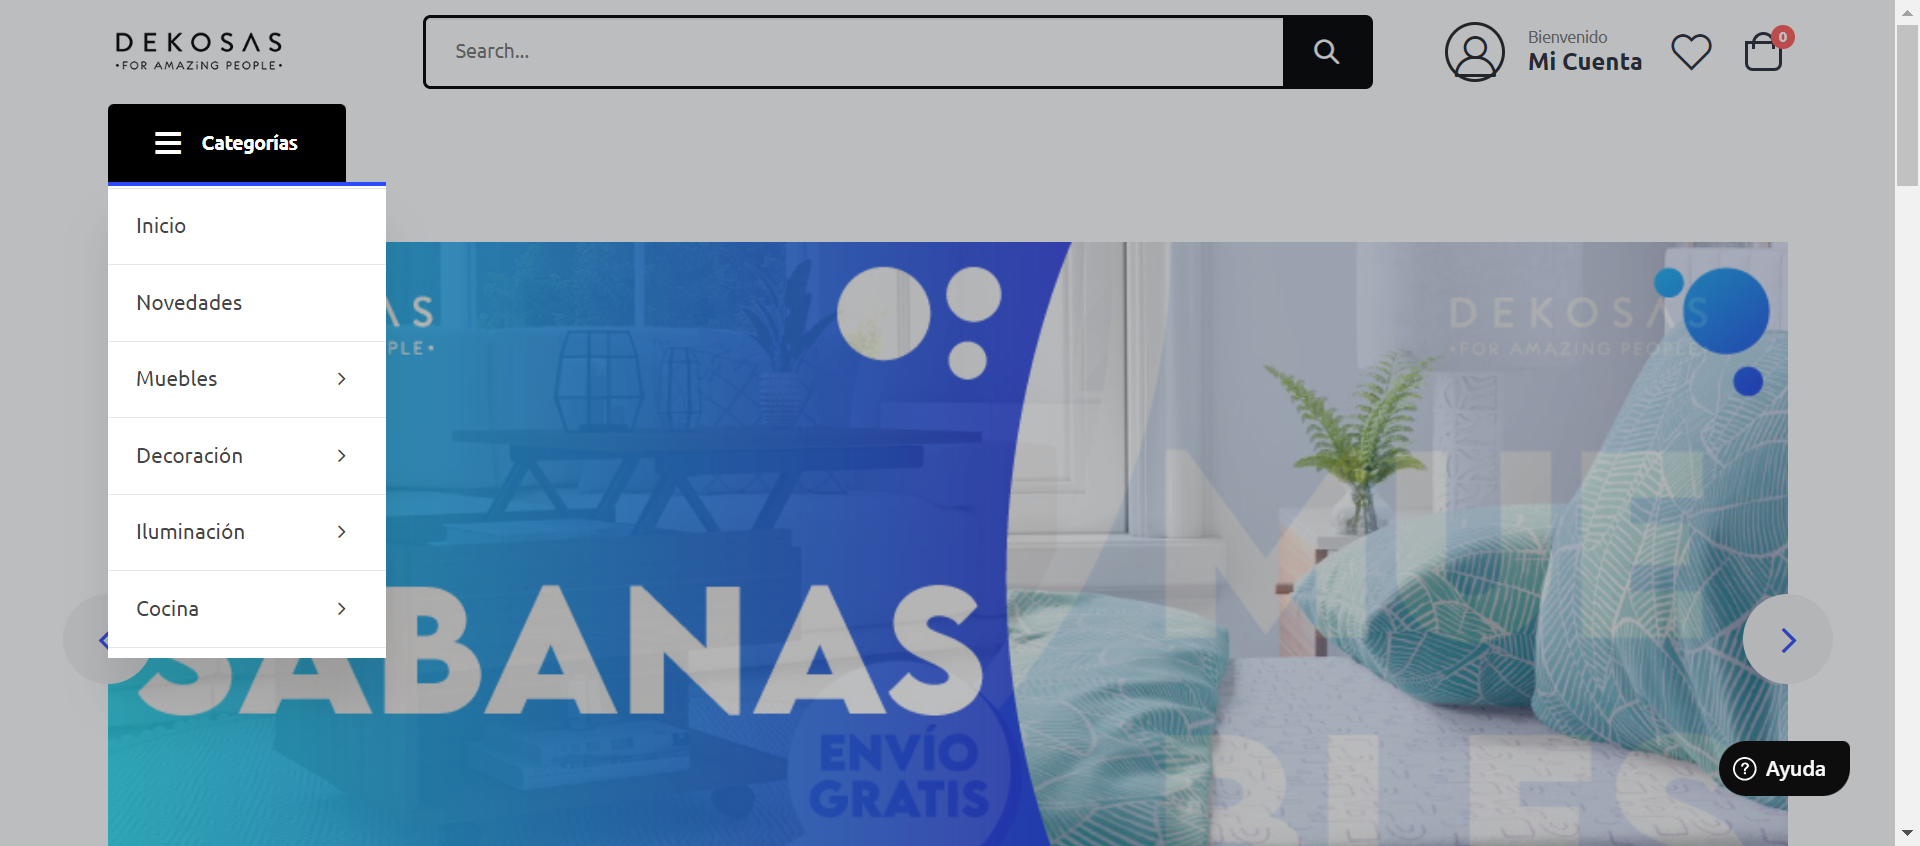 DEKOSAS
•FOR AMAZiNG PEOPLE•
Search...
Bienvenido
Mi Cuenta
0
Categorías
Inicio
Novedades
Muebles
Decoración
Iluminación
Cocina
AS
PLE•
DEKOSAS
•FOR AMAZING PEOPLE•
MUE
BLES
SABANAS
ENVÍO
GRATIS
Ayuda